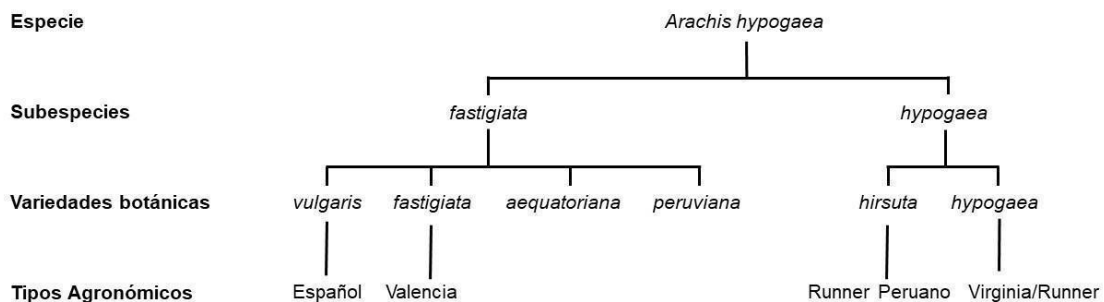 Especie Arachis hypogaea
Subespecies fastigiata hypogaea
Variedades botánicas vulgaris fastigiata aequatoriana peruviana hirsuta hypogaea
Tipos Agronómicos Español Valencia Runner Peruano Virginia/Runner